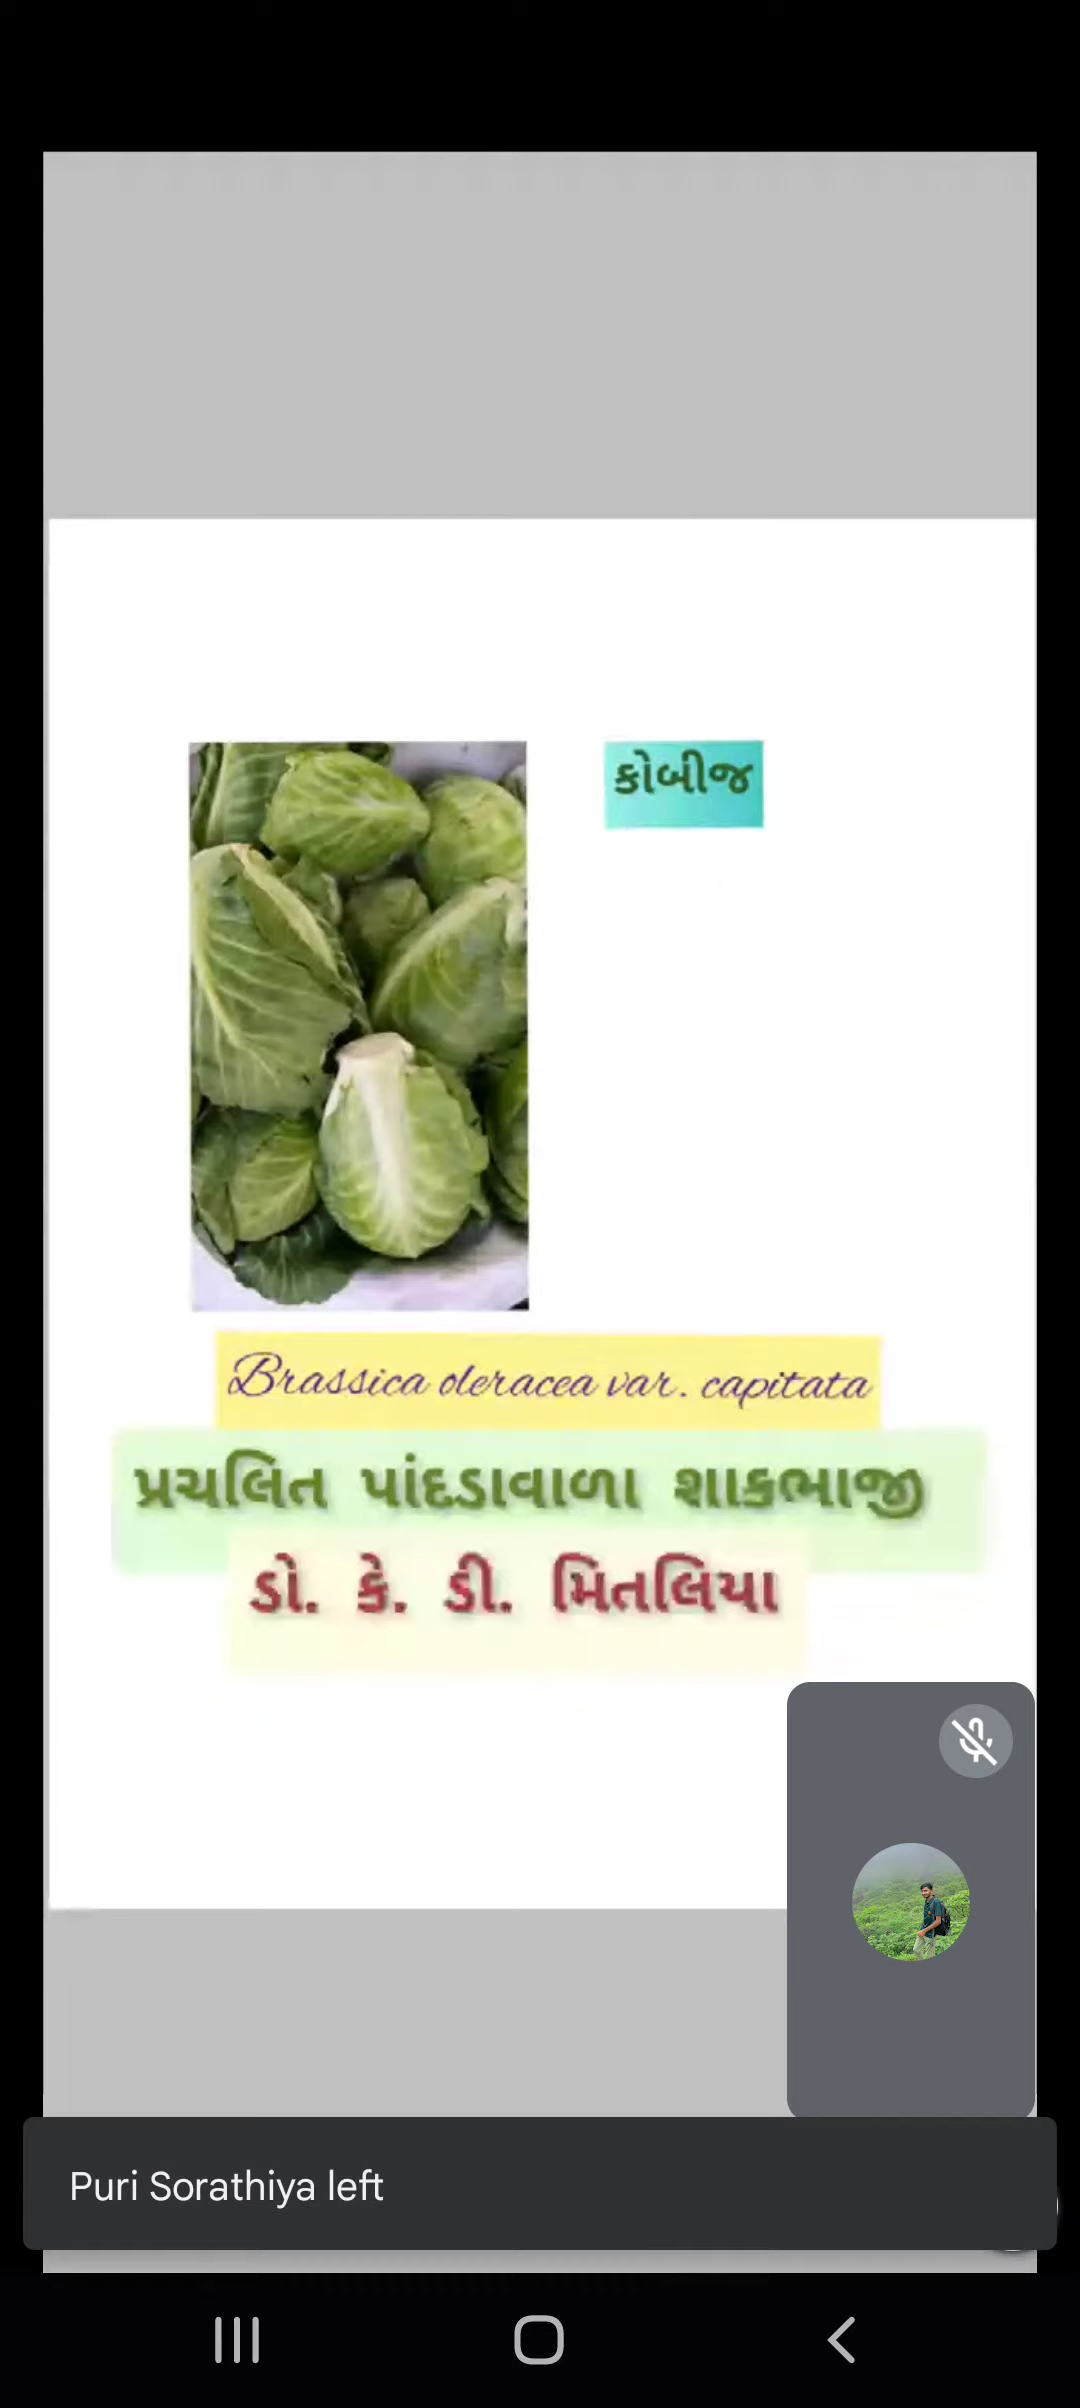 કોબીજ
Brassica oleracea var. capitata
પ્રચલિત પાંદડાવાળા શાકભાજી
ડો. કે. ડી. મિતલિયા
Puri Sorathiya left